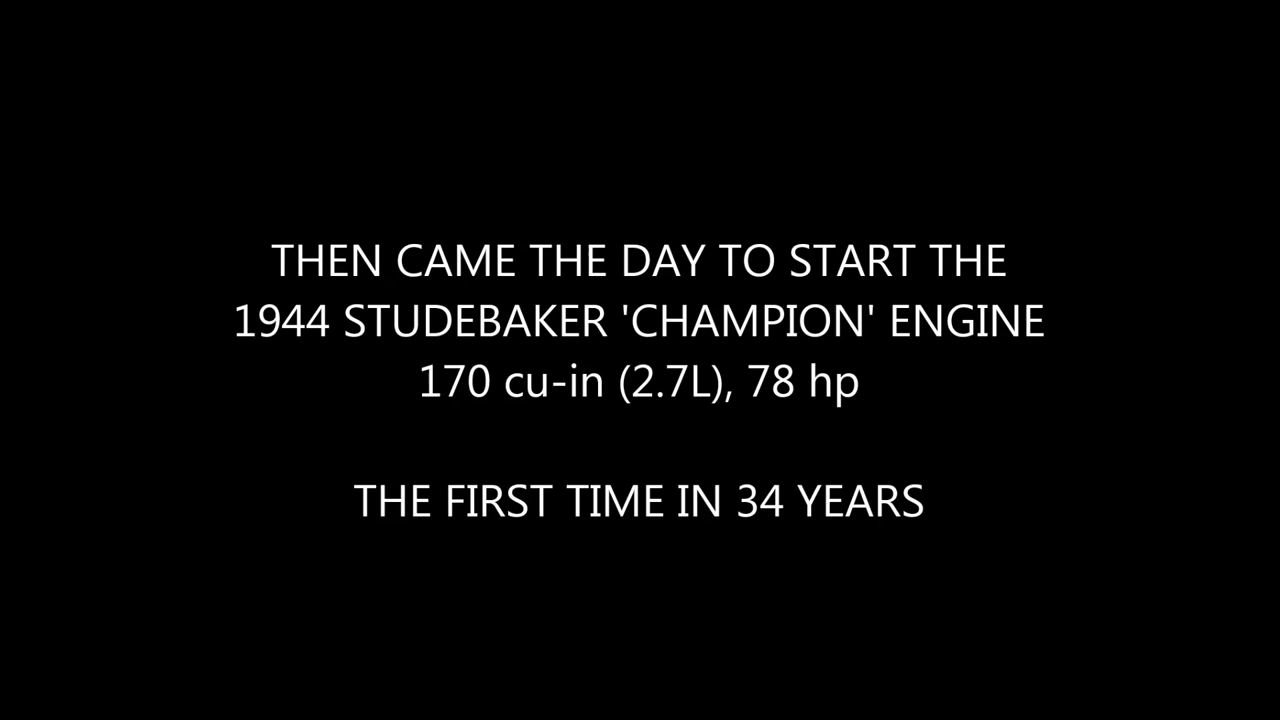 THEN CAME THE DAY TO START THE
1944 STUDEBAKER 'CHAMPION' ENGINE
170 cu-in (2.7L), 78 hp
THE FIRST TIME IN 34 YEARS